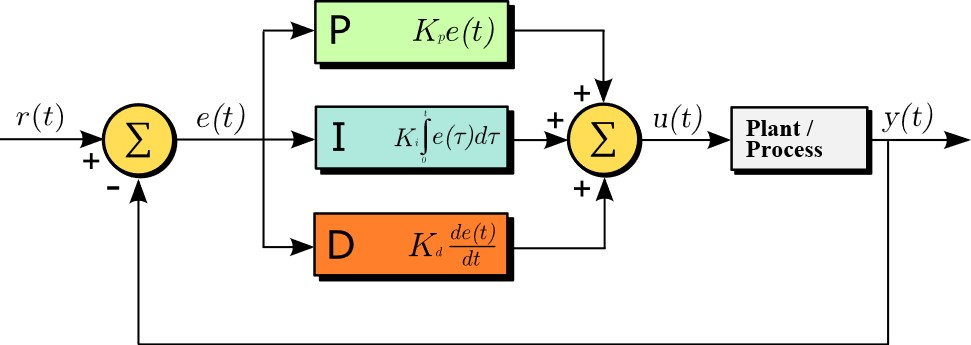 r(t)
+
-
Σ
e(t)
P K_p e(t)
I K_i ∫_0^t e(τ)dτ
D K_d de(t)/dt
+
+
+
Σ
u(t)
Plant /
Process
y(t)